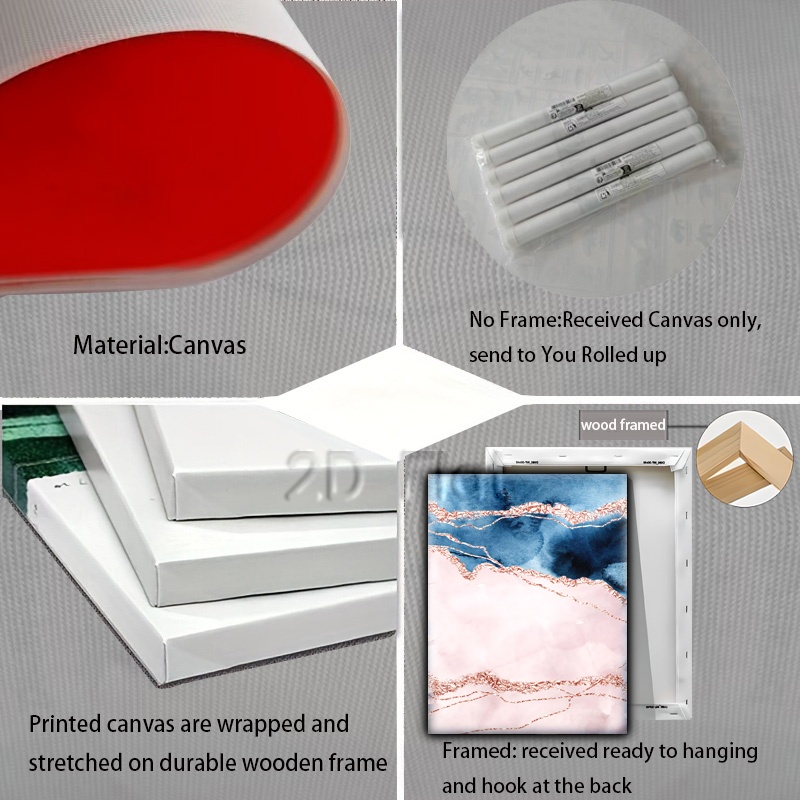 Material:Canvas
No Frame:Received Canvas only,
send to You Rolled up
2D
wood framed
Printed canvas are wrapped and
stretched on durable wooden frame
Framed: received ready to hanging
and hook at the back